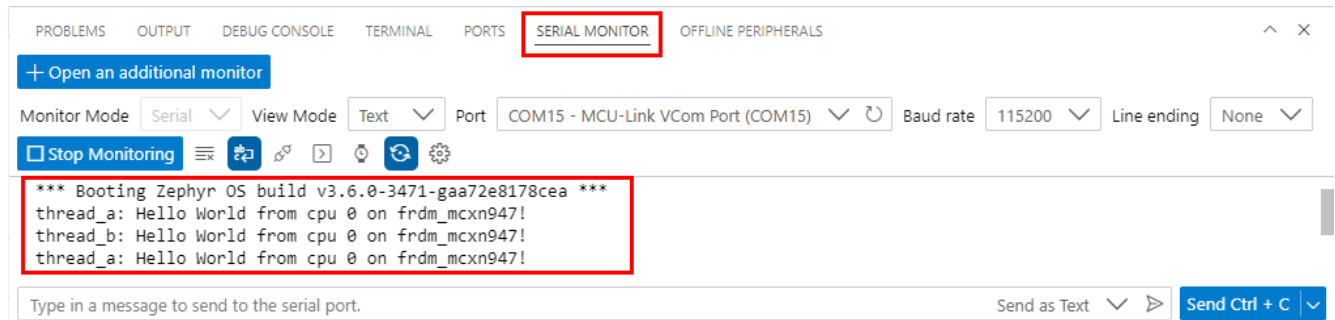 PROBLEMS OUTPUT DEBUG CONSOLE TERMINAL PORTS SERIAL MONITOR OFFLINE PERIPHERALS
+ Open an additional monitor
Monitor Mode Serial View Mode Text Port COM15 - MCU-Link VCom Port (COM15) Baud rate 115200 Line ending None
Stop Monitoring
*** Booting Zephyr OS build v3.6.0-3471-gaa72e8178cea ***
thread_a: Hello World from cpu 0 on frdm_mcxn947!
thread_b: Hello World from cpu 0 on frdm_mcxn947!
thread_a: Hello World from cpu 0 on frdm_mcxn947!
Type in a message to send to the serial port. Send as Text Send Ctrl + C